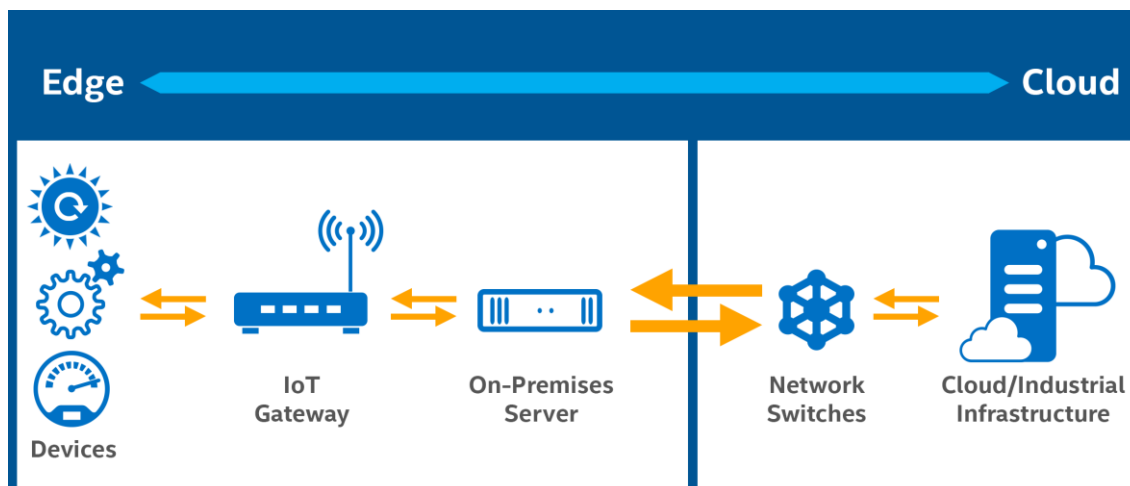 Edge
Cloud
Devices
IoT
Gateway
On-Premises
Server
Network
Switches
Cloud/Industrial
Infrastructure